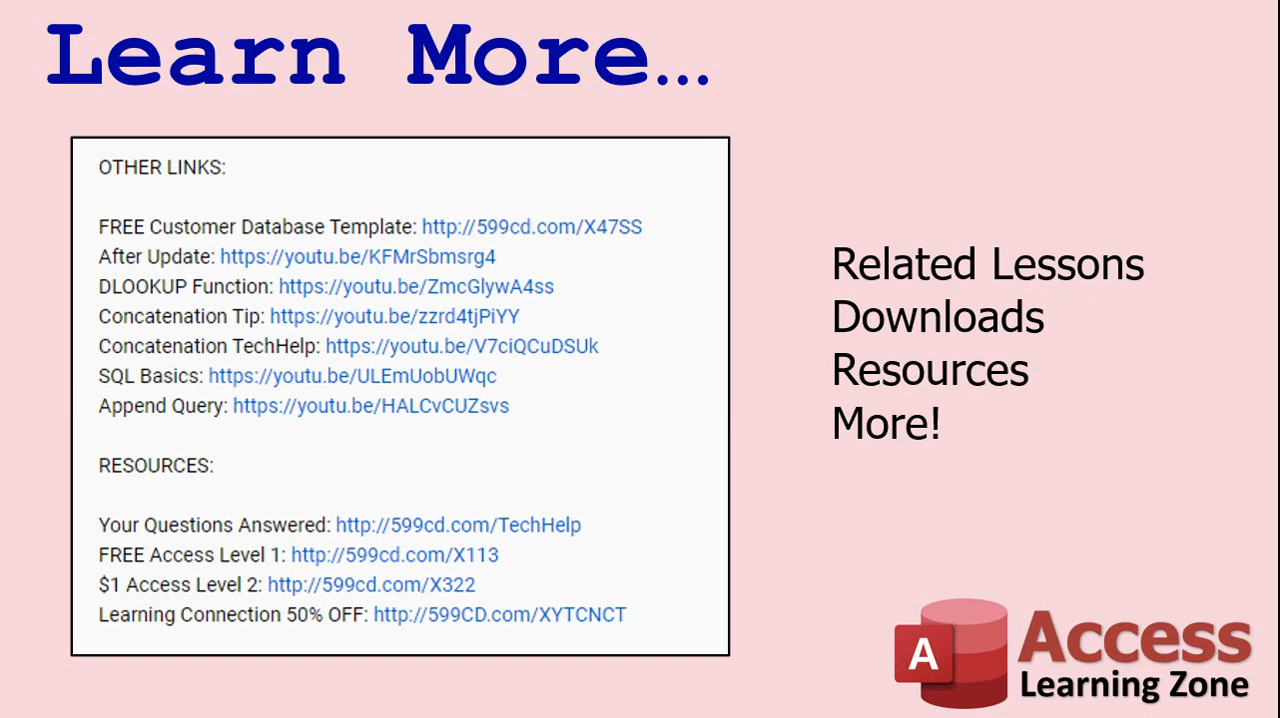 Learn More...
OTHER LINKS:
FREE Customer Database Template: http://599cd.com/X47SS
After Update: https://youtu.be/KFMrSbmsrg4
DLOOKUP Function: https://youtu.be/ZmcGlywA4ss
Concatenation Tip: https://youtu.be/zzrd4tjPiYY
Concatenation TechHelp: https://youtu.be/V7ciQCuDSUk
SQL Basics: https://youtu.be/ULEmUobUWqc
Append Query: https://youtu.be/HALCvCUZsvs
RESOURCES:
Your Questions Answered: http://599cd.com/TechHelp
FREE Access Level 1: http://599cd.com/X113
$1 Access Level 2: http://599cd.com/X322
Learning Connection 50% OFF: http://599CD.com/XYTCNCT
Related Lessons
Downloads
Resources
More!
A
Access
Learning Zone